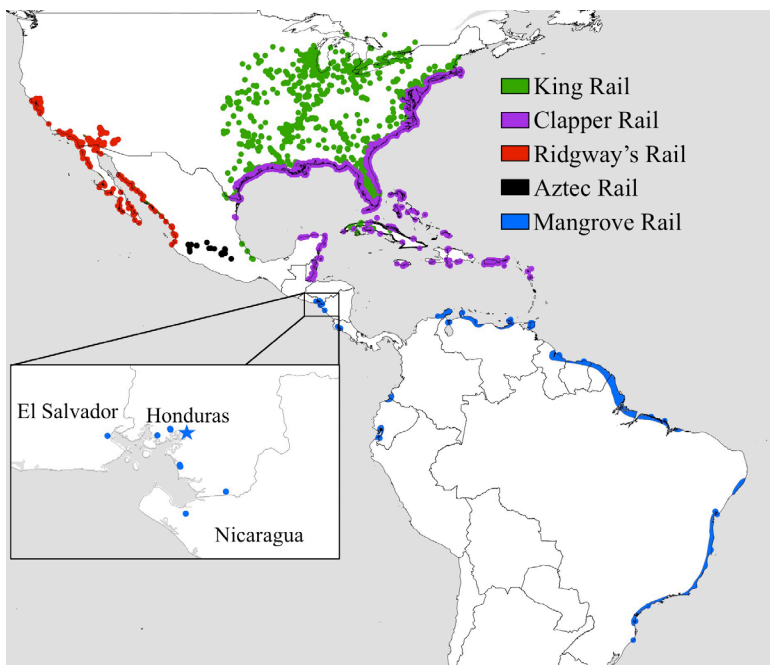 King Rail
Clapper Rail
Ridgway's Rail
Aztec Rail
Mangrove Rail
El Salvador
Honduras
Nicaragua